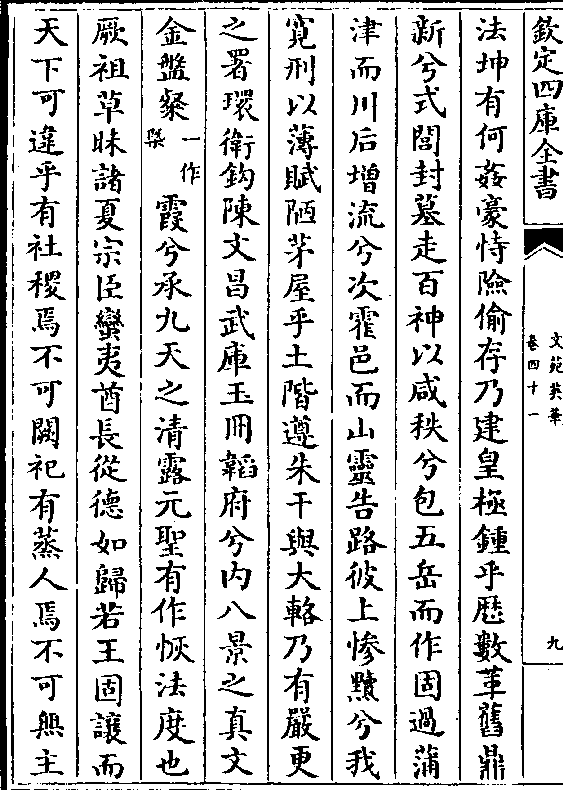 欽定四庫全書
文苑英華
卷四十一
九
法坤有何姦豪恃險偷存乃建皇極鍾乎厯數革舊鼎
新兮式閭封墓走百神以咸秩兮包五岳而作固過蒲
津而川后增流兮次霍邑而山靈告路彼上慘黷兮我
寛刑以薄賦陋茅屋乎土階遵朱干與大輅乃有嚴更
之署環衛鈎陳文昌武庫玉冊韜府兮内八景之真文
金盤粲一作槃霞兮承九天之清露元聖有作恢法度也
厥祖草昧諸夏宗臣蠻夷酋長從德如歸若王固讓而
天下可違乎有社稷焉不可闕祀有蒸人焉不可無主